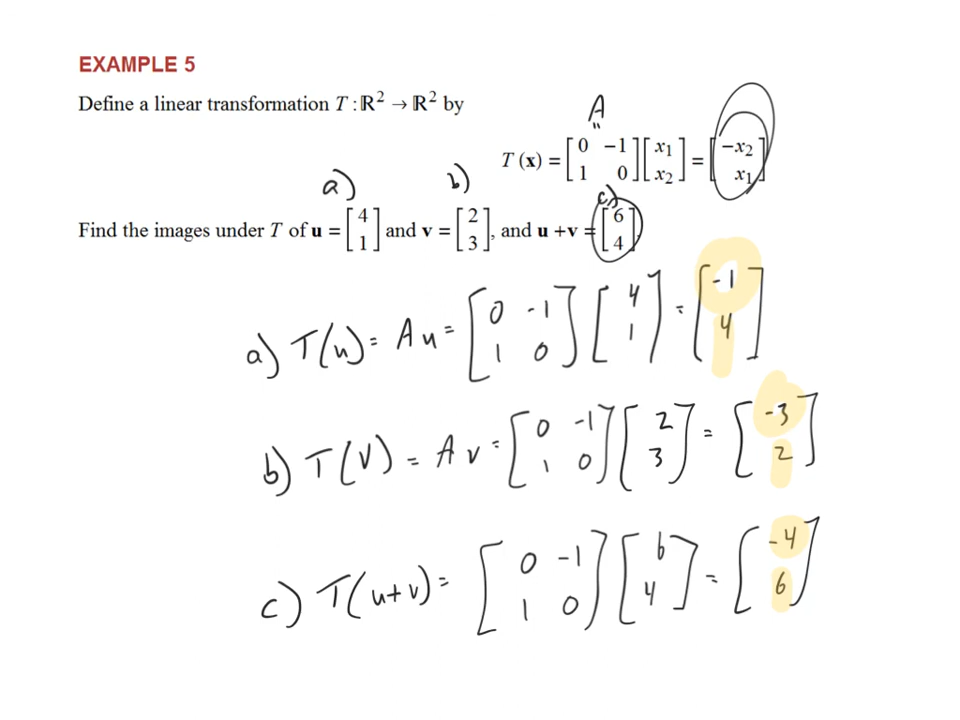 EXAMPLE 5
Define a linear transformation T : ℝ² → ℝ² by
A
"
T (x) = [0 −1; 1 0] [x₁; x₂] = [−x₂; x₁]
a) b) c)
Find the images under T of u = [4; 1] and v = [2; 3], and u +v = [6; 4]
a) T(u) = A u = [0 -1; 1 0] [4; 1] = [-1; 4]
b) T(v) = A v = [0 -1; 1 0] [2; 3] = [-3; 2]
c) T(u+v) = [0 -1; 1 0] [6; 4] = [-4; 6]